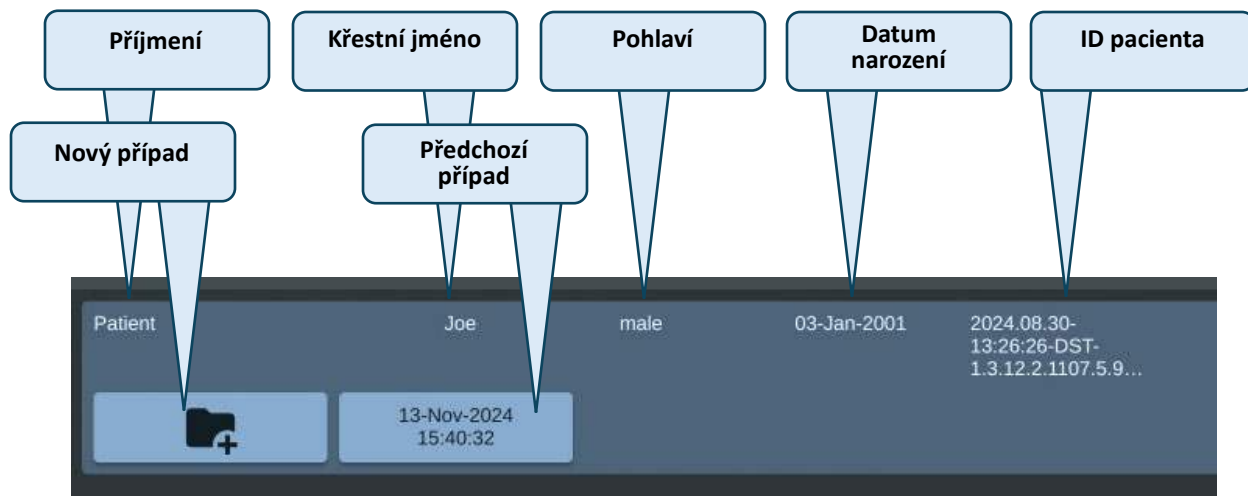 Příjmení
Křestní jméno
Pohlaví
Datum
narození
ID pacienta
Nový případ
Předchozí
případ
Patient
Joe
male
03-Jan-2001
2024.08.30-
13:26:26-DST-
1.3.12.2.1107.5.9...
13-Nov-2024
15:40:32